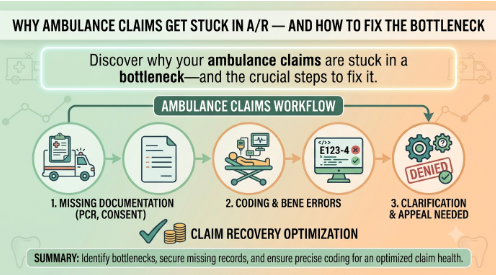 WHY AMBULANCE CLAIMS GET STUCK IN A/R — AND HOW TO FIX THE BOTTLENECK
Discover why your ambulance claims are stuck in a
bottleneck—and the crucial steps to fix it.
AMBULANCE CLAIMS WORKFLOW
</>
E123-4
?
DENIED
1. MISSING DOCUMENTATION
(PCR, CONSENT)
2. CODING & BENE ERRORS
3. CLARIFICATION
& APPEAL NEEDED
CLAIM RECOVERY OPTIMIZATION
SUMMARY: Identify bottlenecks, secure missing records, and ensure precise coding for an optimized claim health.